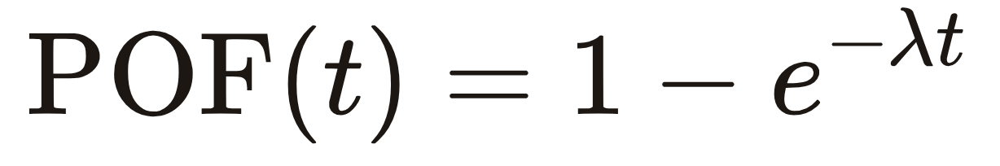 POF(t) = 1 − e^{−λt}